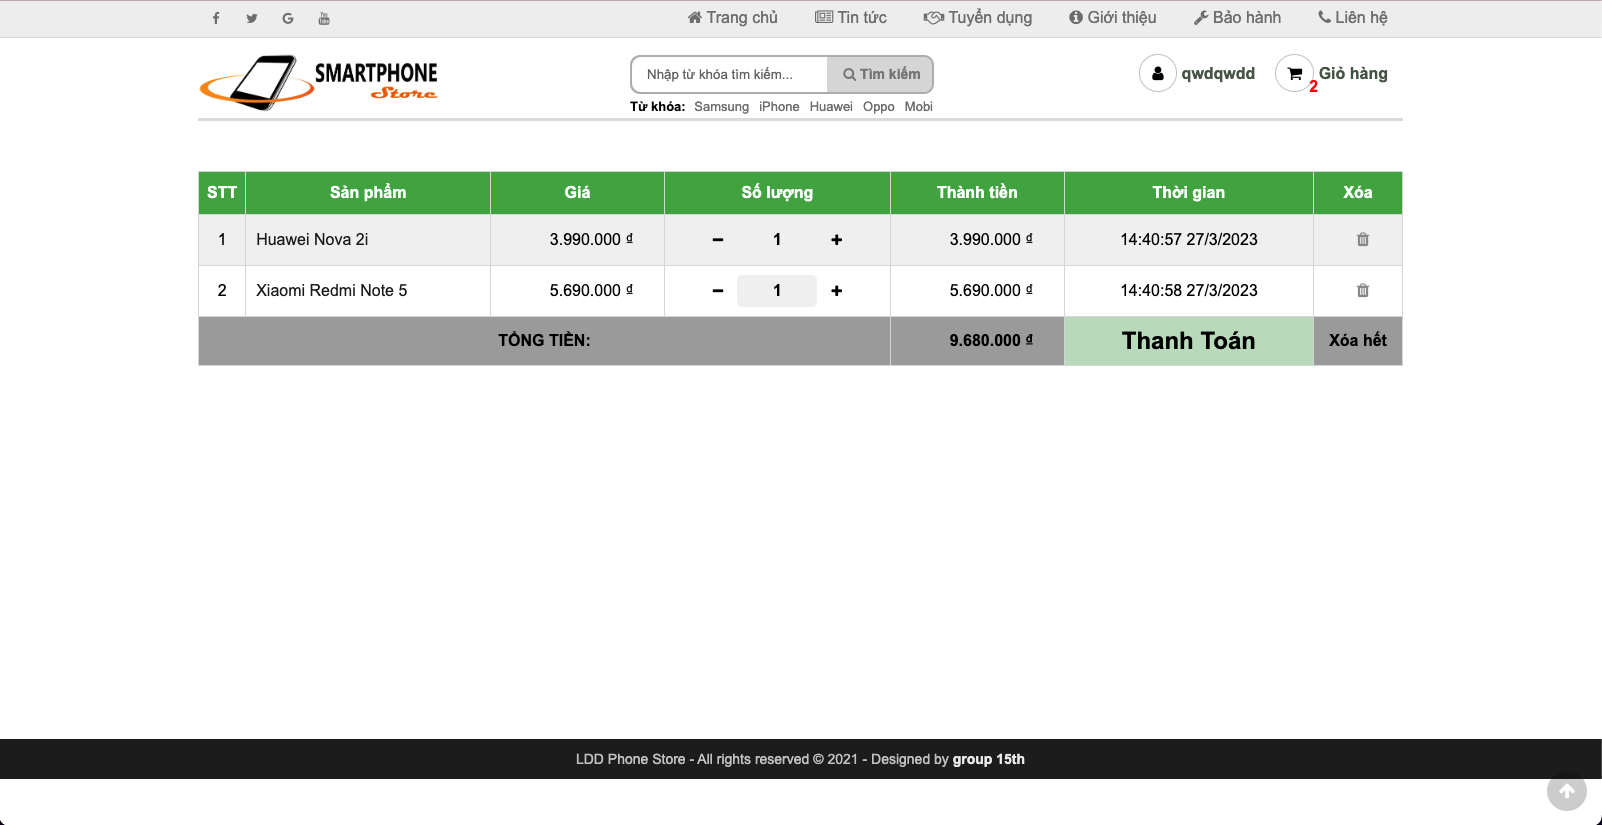 Trang chủ Tin tức Tuyển dụng Giới thiệu Bảo hành Liên hệ
SMARTPHONE
Store
Nhập từ khóa tìm kiếm... Tìm kiếm
qwdqwdd
2
Giỏ hàng
Từ khóa: Samsung iPhone Huawei Oppo Mobi
STT Sản phẩm Giá Số lượng Thành tiền Thời gian Xóa
1 Huawei Nova 2i 3.990.000 ₫ 1 3.990.000 ₫ 14:40:57 27/3/2023
2 Xiaomi Redmi Note 5 5.690.000 ₫ 1 5.690.000 ₫ 14:40:58 27/3/2023
TỔNG TIỀN: 9.680.000 ₫ Thanh Toán Xóa hết
LDD Phone Store - All rights reserved © 2021 - Designed by group 15th